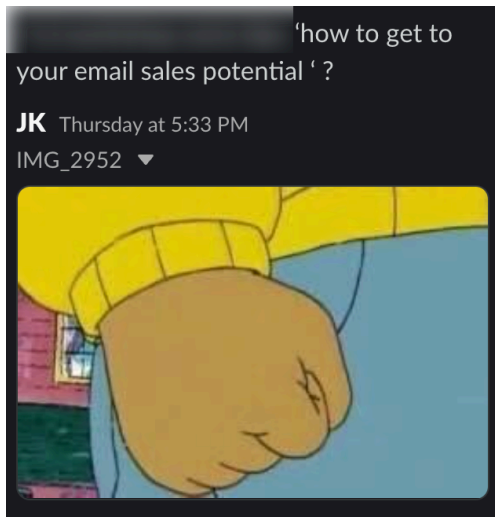 ‘how to get to
your email sales potential ‘ ?
JK Thursday at 5:33 PM
IMG_2952